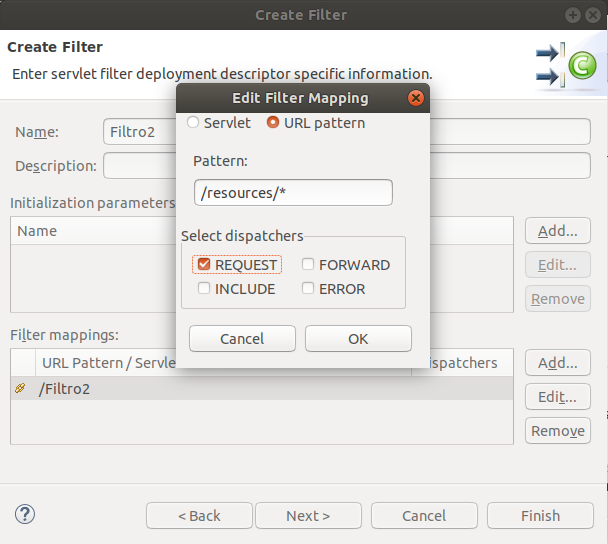 Create Filter
Create Filter
Enter servlet filter deployment descriptor specific information.
Edit Filter Mapping
Servlet
URL pattern
Name:
Filtro2
Pattern:
Description:
/resources/*
Initialization parameters
Name
Add...
Select dispatchers
REQUEST
FORWARD
Edit...
INCLUDE
ERROR
Remove
Filter mappings:
Cancel
OK
URL Pattern / Servle
ispatchers
Add...
/Filtro2
Edit...
Remove
?
< Back
Next >
Cancel
Finish